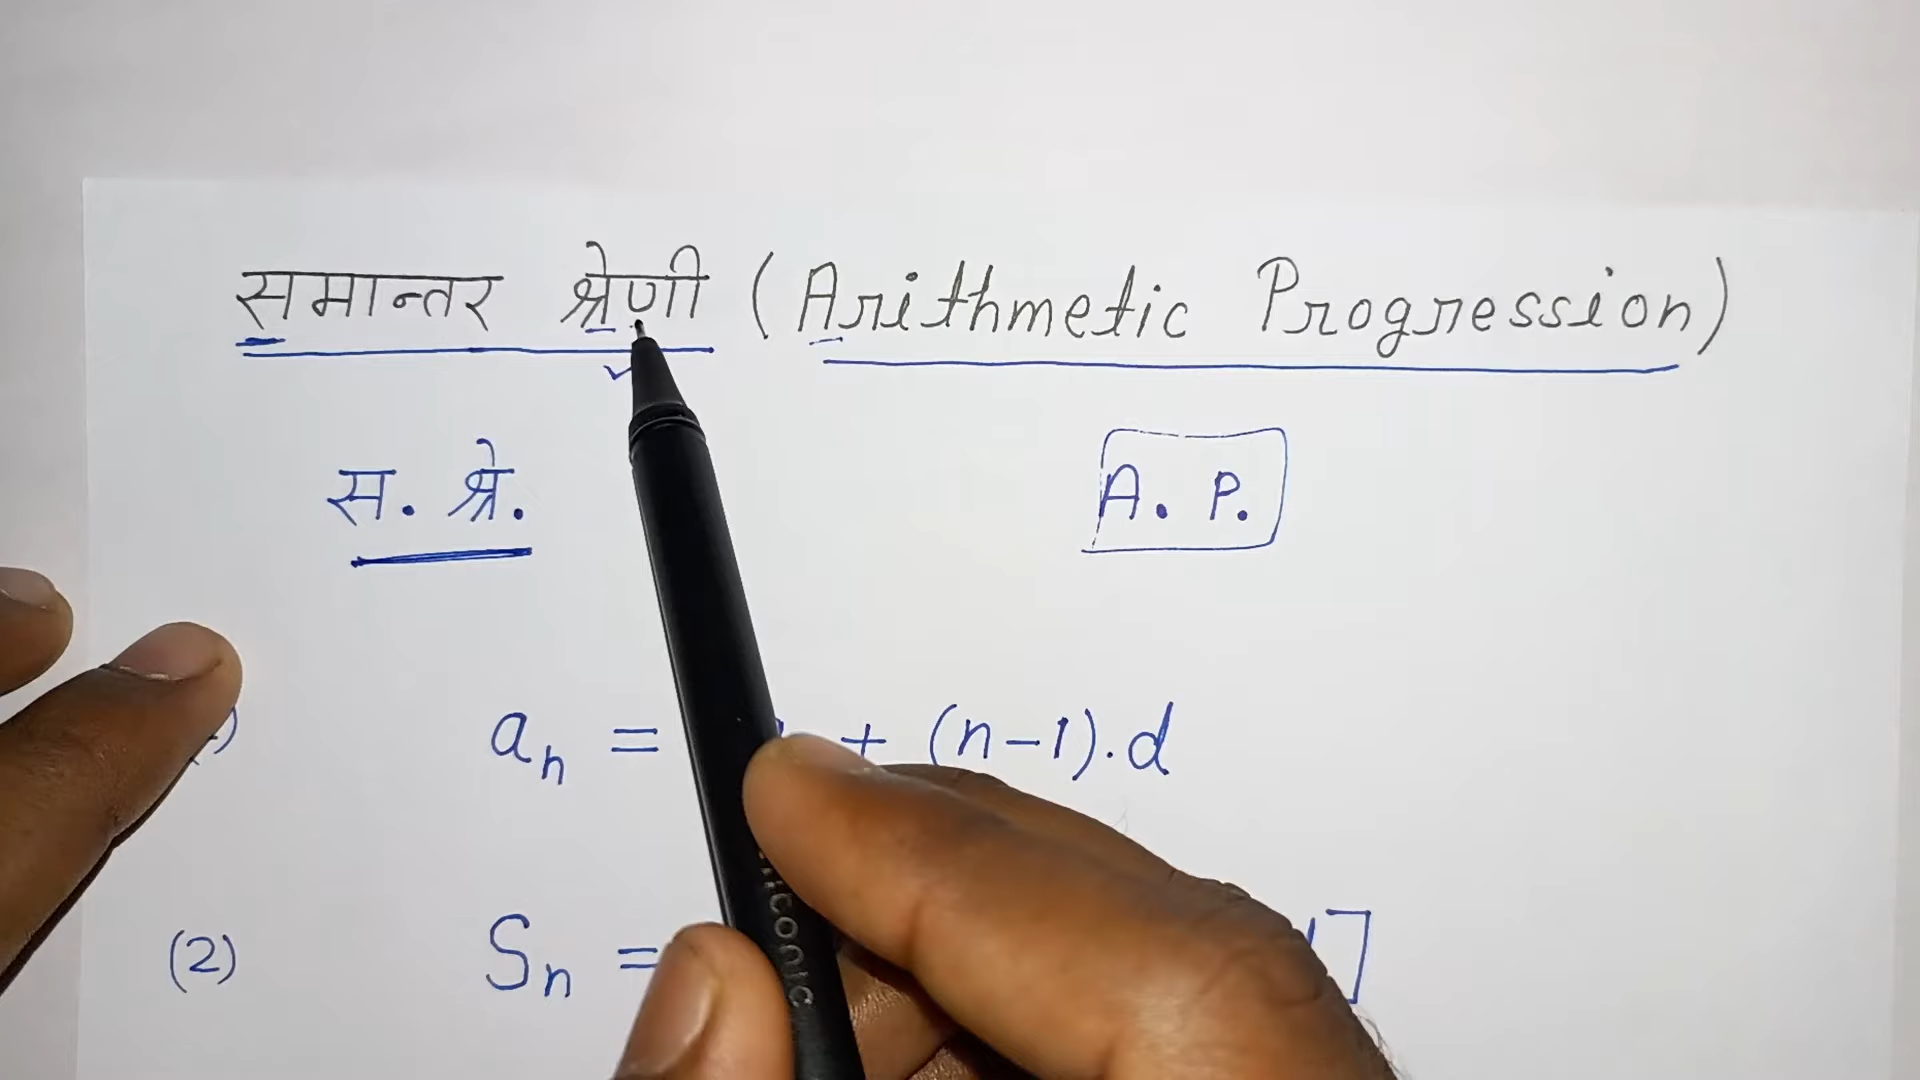 समान्तर श्रेणी (Arithmetic Progression)
स. श्रे. A. P.
aₙ = + (n-1).d
(2) Sₙ = ]